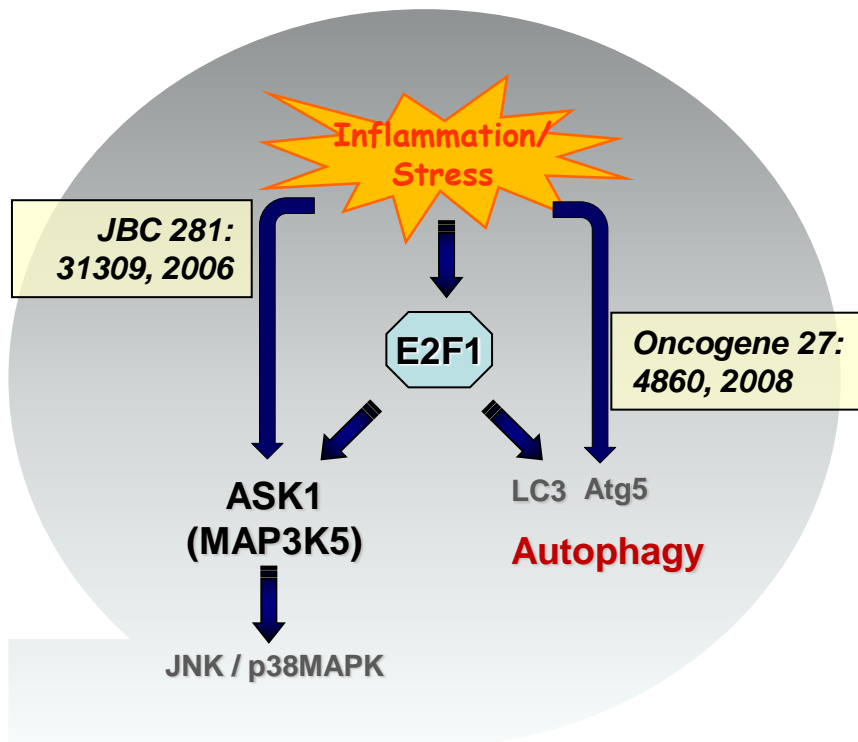 Inflammation/
Stress
JBC 281:
31309, 2006
E2F1
Oncogene 27:
4860, 2008
ASK1
(MAP3K5)
LC3 Atg5
Autophagy
JNK / p38MAPK